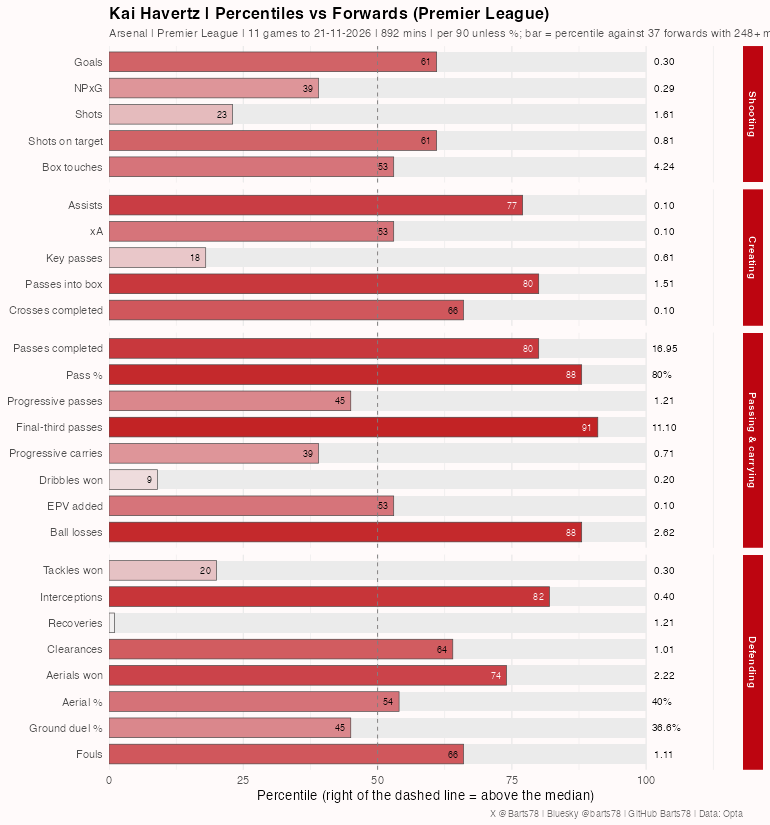 Kai Havertz | Percentiles vs Forwards (Premier League)
Arsenal | Premier League | 11 games to 21-11-2026 | 892 mins | per 90 unless %; bar = percentile against 37 forwards with 248+ m
Goals 61 0.30
NPxG 39 0.29
Shots 23 1.61
Shots on target 61 0.81
Box touches 53 4.24
Shooting
Assists 77 0.10
xA 53 0.10
Key passes 18 0.61
Passes into box 80 1.51
Crosses completed 66 0.10
Creating
Passes completed 80 16.95
Pass % 88 80%
Progressive passes 45 1.21
Final-third passes 91 11.10
Progressive carries 39 0.71
Dribbles won 9 0.20
EPV added 53 0.10
Ball losses 88 2.62
Passing & carrying
Tackles won 20 0.30
Interceptions 82 0.40
Recoveries 1.21
Clearances 64 1.01
Aerials won 74 2.22
Aerial % 54 40%
Ground duel % 45 36.6%
Fouls 66 1.11
Defending
0 25 50 75 100
Percentile (right of the dashed line = above the median)
X @Barts78 | Bluesky @barts78 | GitHub Barts78 | Data: Opta